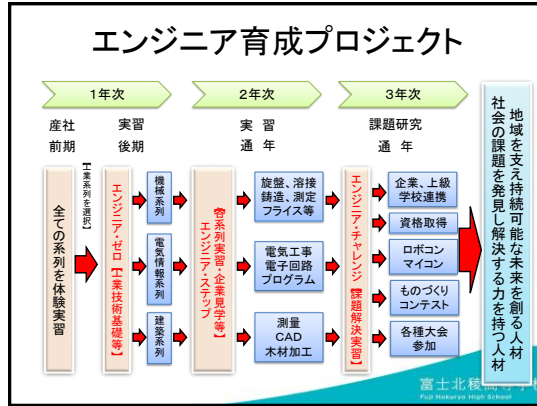 エンジニア育成プロジェクト
1年次
2年次
3年次
産社
前期
実習
後期
実 習
通 年
課題研究
通 年
全ての系列を体験実習
【工業系列を選択】
エンジニア・ゼロ【工業技術基礎等】
機械系列
電気情報系列
建築系列
エンジニア・ステップ
【各系列実習・企業見学等】
旋盤、溶接
鋳造、測定
フライス等
電気工事
電子回路
プログラム
測量
CAD
木材加工
エンジニア・チャレンジ【課題解決実習】
企業、上級
学校連携
資格取得
ロボコン
マイコン
ものづくり
コンテスト
各種大会
参加
地域を支え持続可能な未来を創る人材
社会の課題を発見し解決する力を持つ人材
富士北稜高等学校
Fuji Hokuryo High School